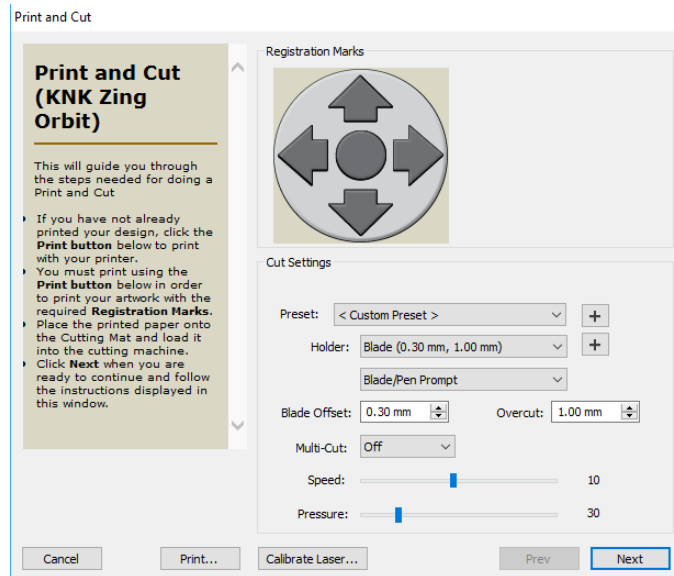 Print and Cut
Print and Cut
(KNK Zing
Orbit)
This will guide you through
the steps needed for doing a
Print and Cut
If you have not already
printed your design, click the
Print button below to print
with your printer.
You must print using the
Print button below in order
to print your artwork with the
required Registration Marks.
Place the printed paper onto
the Cutting Mat and load it
into the cutting machine.
Click Next when you are
ready to continue and follow
the instructions displayed in
this window.
Registration Marks
Cut Settings
Preset: < Custom Preset >
Holder: Blade (0.30 mm, 1.00 mm)
Blade/Pen Prompt
Blade Offset: 0.30 mm Overcut: 1.00 mm
Multi-Cut: Off
Speed: 10
Pressure: 30
Cancel Print... Calibrate Laser... Prev Next